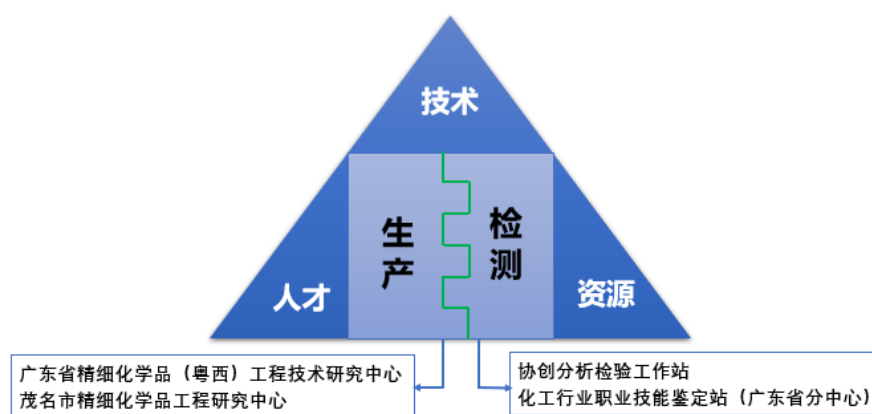 技术
生产
检测
人才
资源
广东省精细化学品（粤西）工程技术研究中心
茂名市精细化学品工程研究中心
协创分析检验工作站
化工行业职业技能鉴定站（广东省分中心）